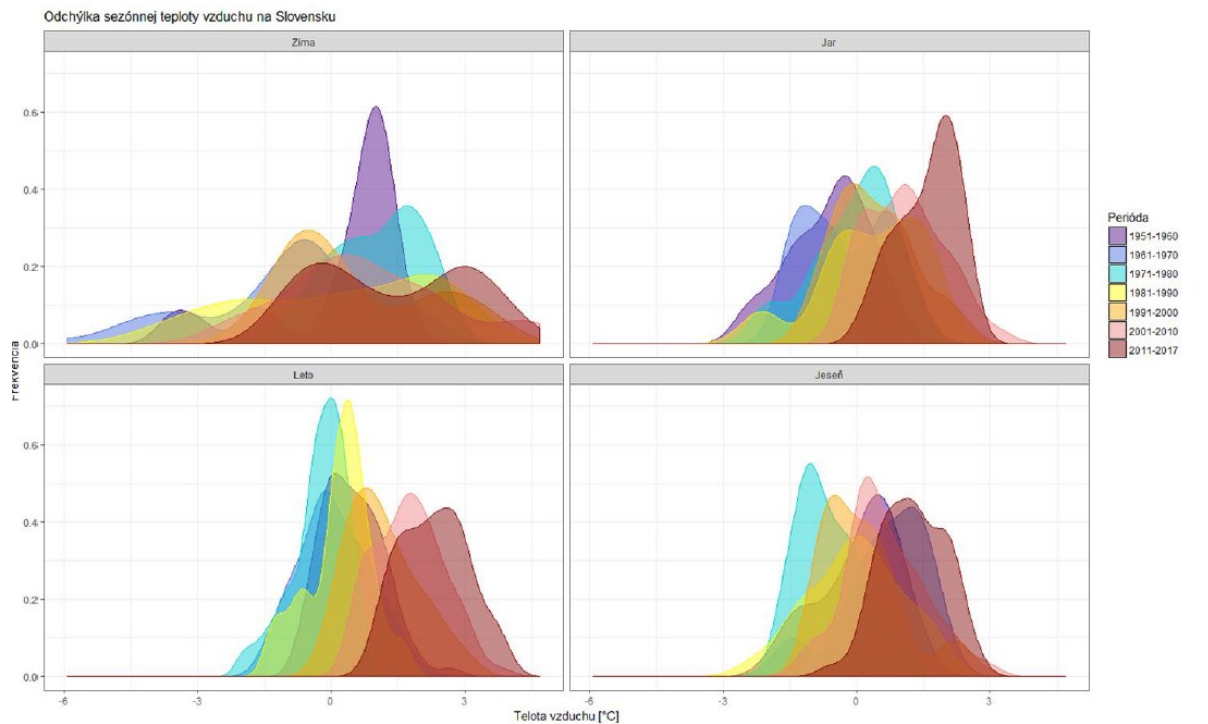 Odchýlka sezónnej teploty vzduchu na Slovensku
Zima
Jar
0.6
0.4
0.2
0.0
Perióda
1951-1960
1961-1970
1971-1980
1981-1990
1991-2000
2001-2010
2011-2017
Frekvencia
Leto
Jeseň
0.6
0.4
0.2
0.0
-6
-3
0
3
-6
-3
0
3
Telota vzduchu [°C]